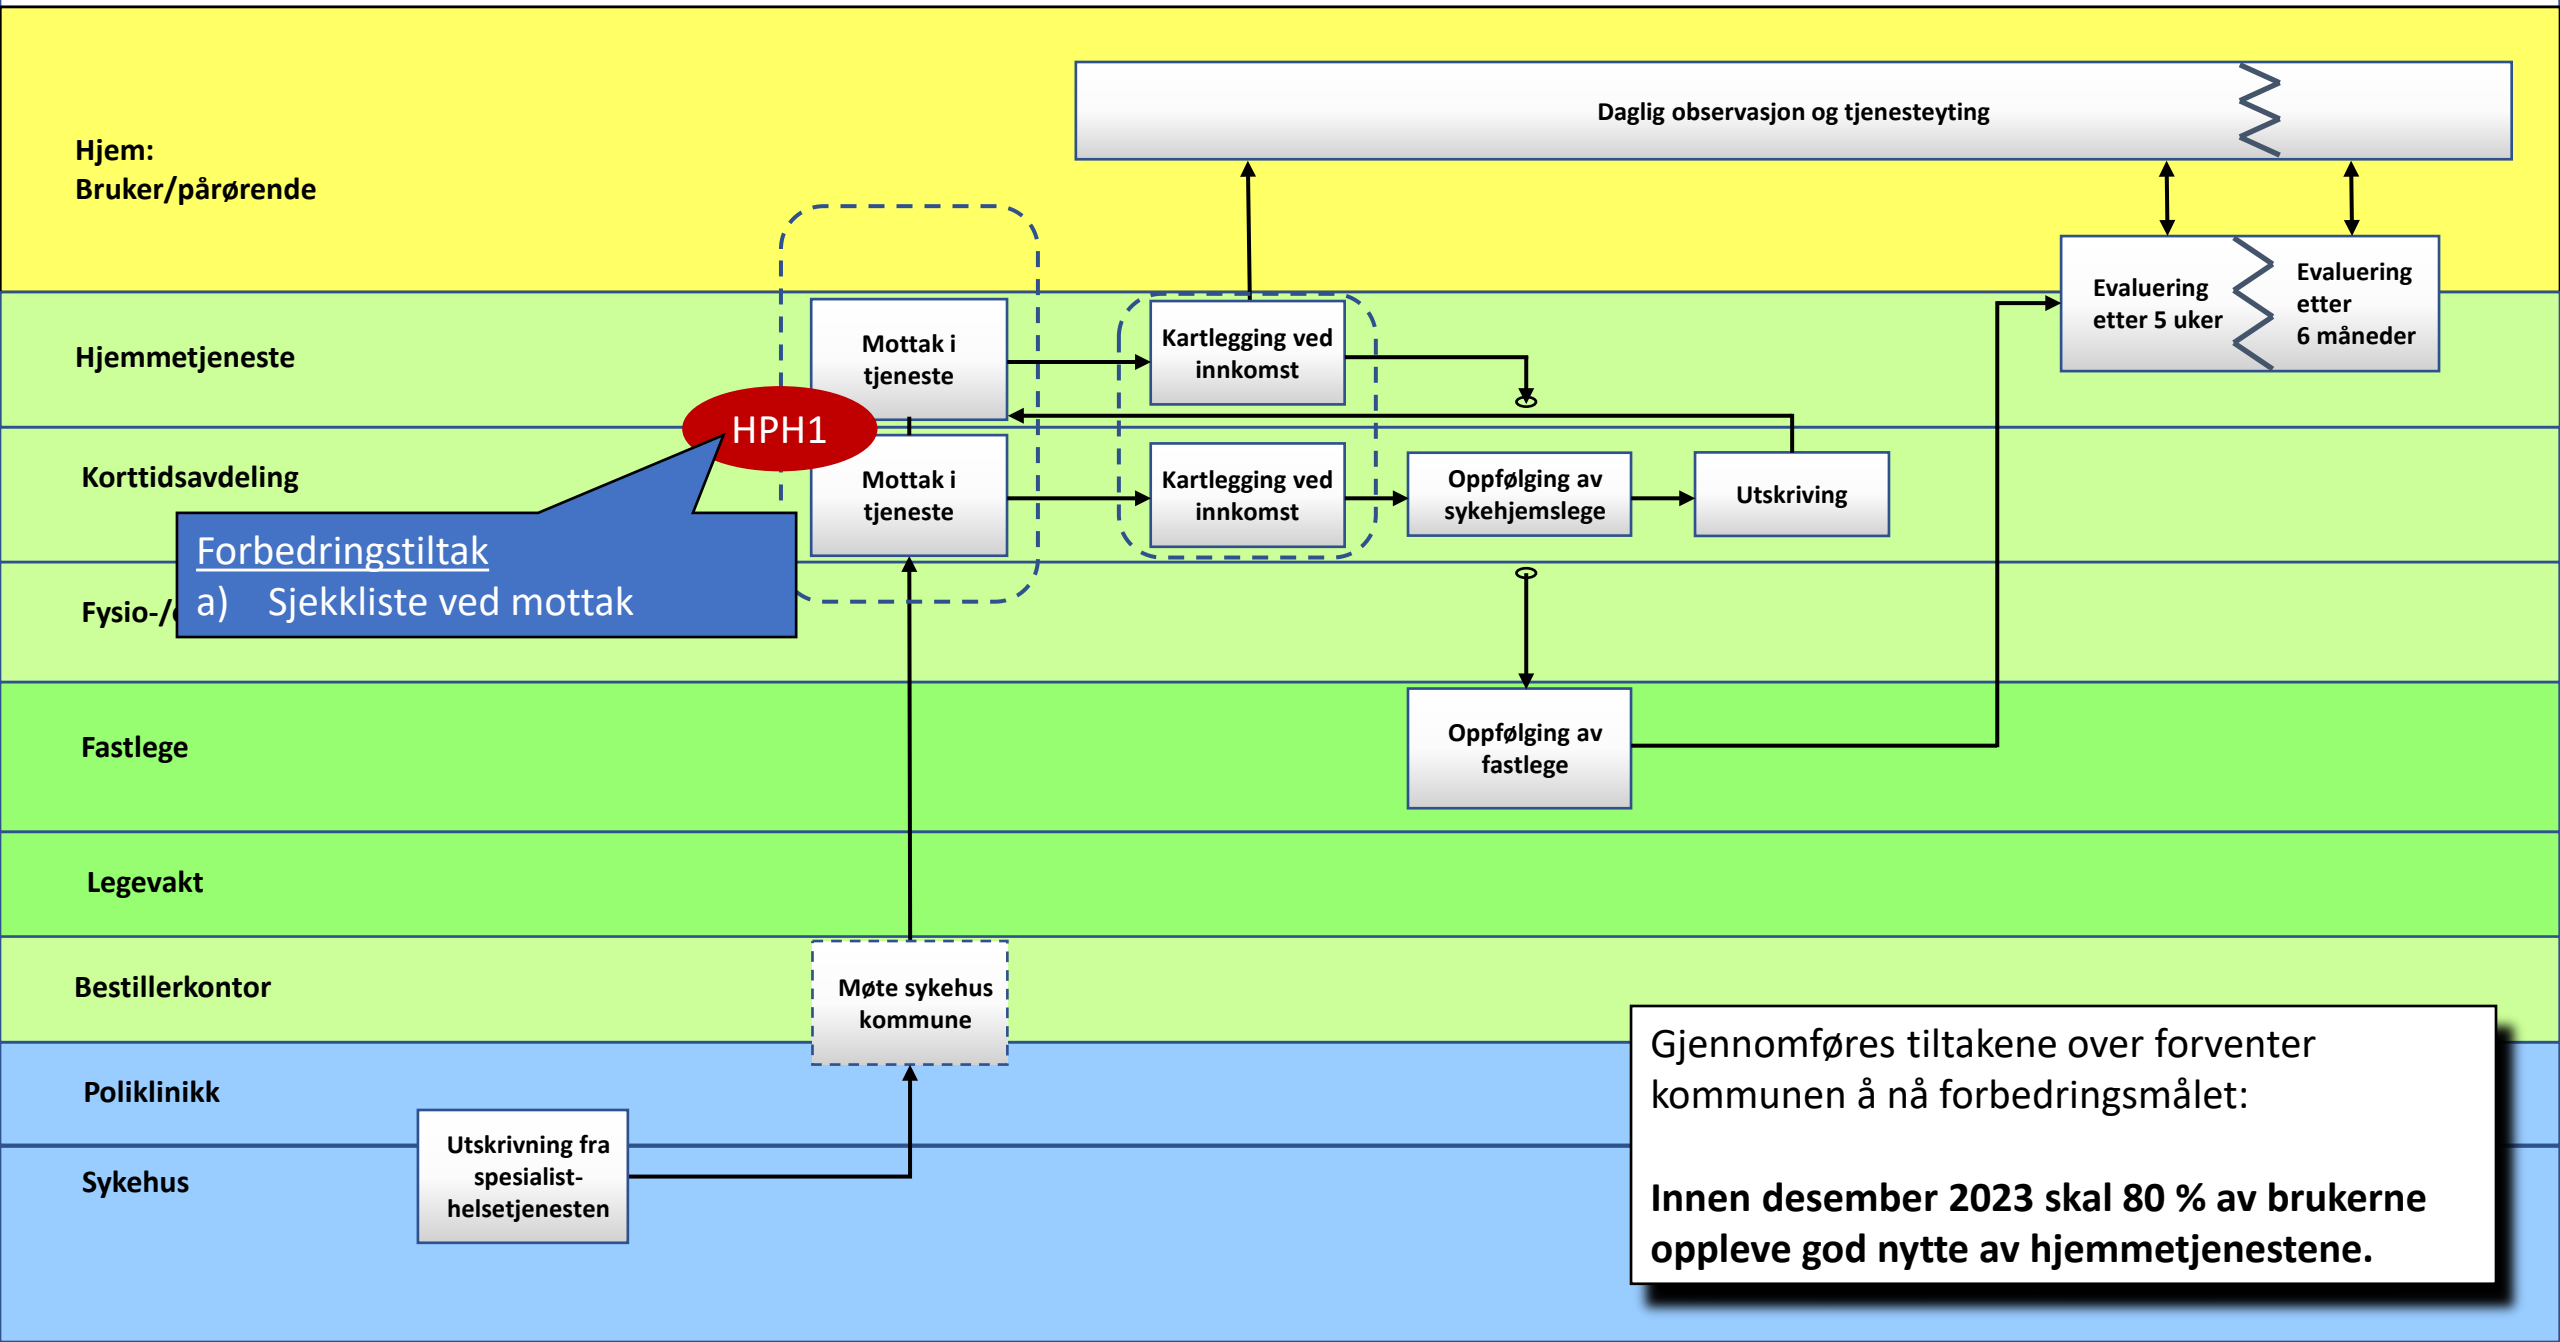 Daglig observasjon og tjenesteyting
Hjem:
Bruker/pårørende
Evaluering
etter 5 uker
Evaluering
etter
6 måneder
Hjemmetjeneste
Mottak i
tjeneste
Kartlegging ved
innkomst
HPH1
Korttidsavdeling
Mottak i
tjeneste
Kartlegging ved
innkomst
Oppfølging av
sykehjemslege
Utskriving
Forbedringstiltak
a) Sjekkliste ved mottak
Fysio-/
Fastlege
Oppfølging av
fastlege
Legevakt
Bestillerkontor
Møte sykehus
kommune
Poliklinikk
Utskrivning fra
spesialist-
helsetjenesten
Sykehus
Gjennomføres tiltakene over forventer
kommunen å nå forbedringsmålet:
Innen desember 2023 skal 80 % av brukerne
oppleve god nytte av hjemmetjenestene.